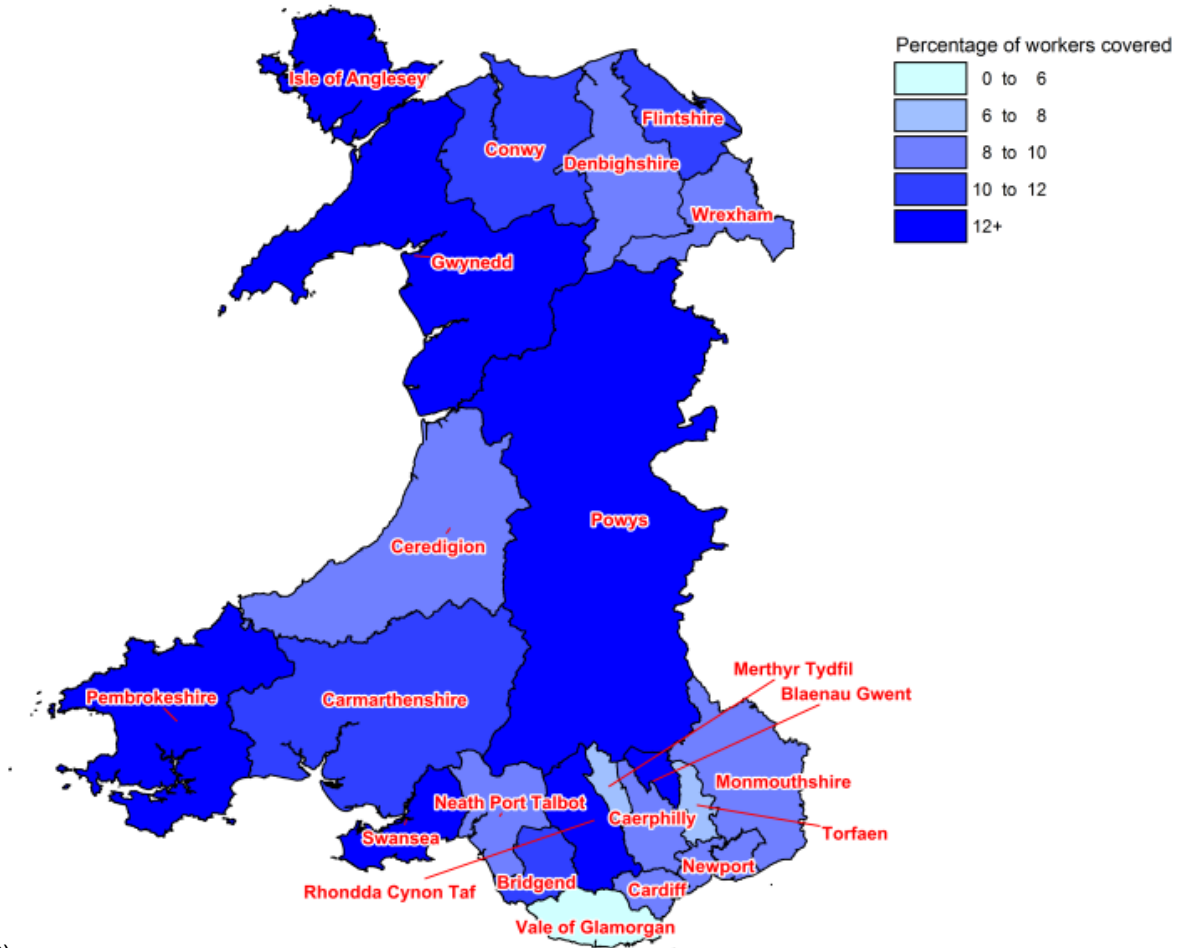 Percentage of workers covered
0 to 6
6 to 8
8 to 10
10 to 12
12+
Isle of Anglesey
Flintshire
Conwy
Denbighshire
Wrexham
Gwynedd
Powys
Ceredigion
Merthyr Tydfil
Blaenau Gwent
Pembrokeshire
Carmarthenshire
Monmouthshire
Neath Port Talbot
Caerphilly
Torfaen
Swansea
Newport
Bridgend
Cardiff
Rhondda Cynon Taf
Vale of Glamorgan